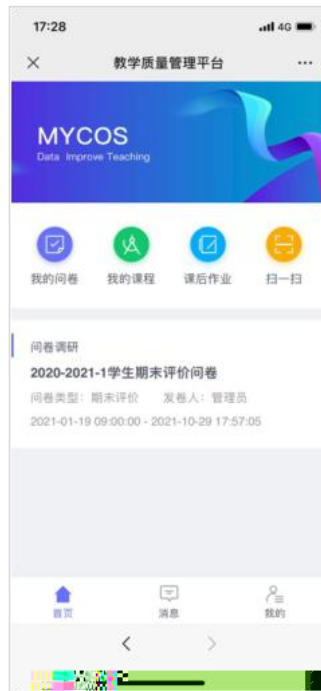 17:28
4G
教学质量管理平台
MYCOS
Data Improve Teaching
我的问卷 我的课程 课后作业 扫一扫
问卷调研
2020-2021-1学生期末评价问卷
问卷类型：期末评价 发卷人：管理员
2021-01-19 09:00:00 - 2021-10-29 17:57:05
首页 消息 我的